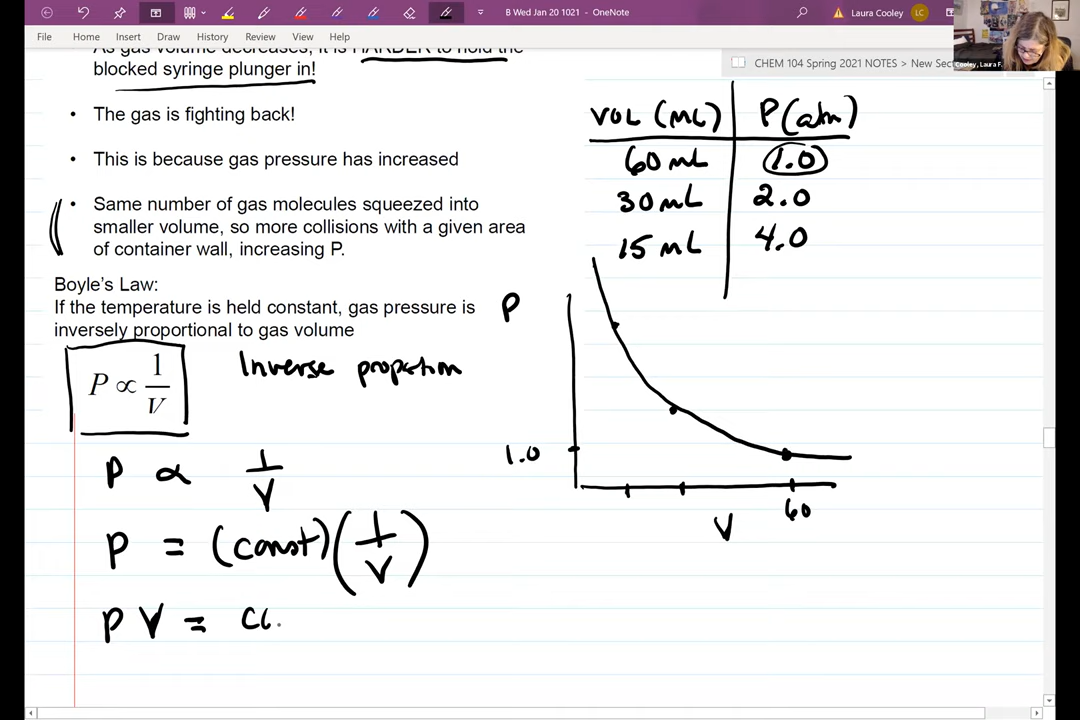 B Wed Jan 20 1021 - OneNote
Laura Cooley
LC
File Home Insert Draw History Review View Help
CHEM 104 Spring 2021 NOTES > New Sec
Cooley, Laura F.
As gas volume decreases, it is HARDER to hold the
blocked syringe plunger in!
• The gas is fighting back!
• This is because gas pressure has increased
• Same number of gas molecules squeezed into
smaller volume, so more collisions with a given area
of container wall, increasing P.
Boyle's Law:
If the temperature is held constant, gas pressure is
inversely proportional to gas volume
P ∝ 1/V
Inverse proportion
P ∝ 1/V
P = (const)(1/V)
P V = co
VOL (mL) P(atm)
60 mL 1.0
30 mL 2.0
15 mL 4.0
P
1.0
60
V